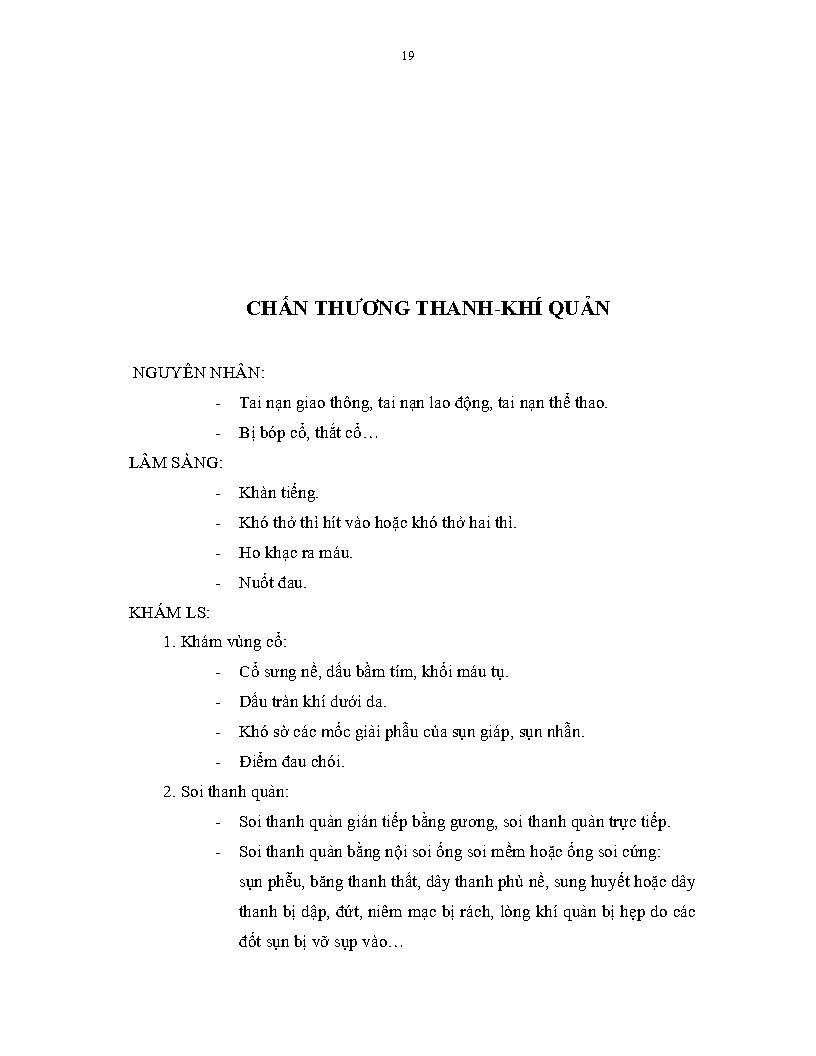 19
CHẤN THƯƠNG THANH-KHÍ QUẢN
NGUYÊN NHÂN:
- Tai nạn giao thông, tai nạn lao động, tai nạn thể thao.
- Bị bóp cổ, thắt cổ…
LÂM SÀNG:
- Khàn tiếng.
- Khó thở thì hít vào hoặc khó thở hai thì.
- Ho khạc ra máu.
- Nuốt đau.
KHÁM LS:
1. Khám vùng cổ:
- Cổ sưng nề, dấu bầm tím, khối máu tụ.
- Dấu tràn khí dưới da.
- Khó sờ các mốc giải phẫu của sụn giáp, sụn nhẫn.
- Điểm đau chói.
2. Soi thanh quản:
- Soi thanh quản gián tiếp bằng gương, soi thanh quản trực tiếp.
- Soi thanh quản bằng nội soi ống soi mềm hoặc ống soi cứng:
sụn phễu, băng thanh thất, dây thanh phù nề, sung huyết hoặc dây
thanh bị dập, đứt, niêm mạc bị rách, lòng khí quản bị hẹp do các
đốt sụn bị vỡ sụp vào…